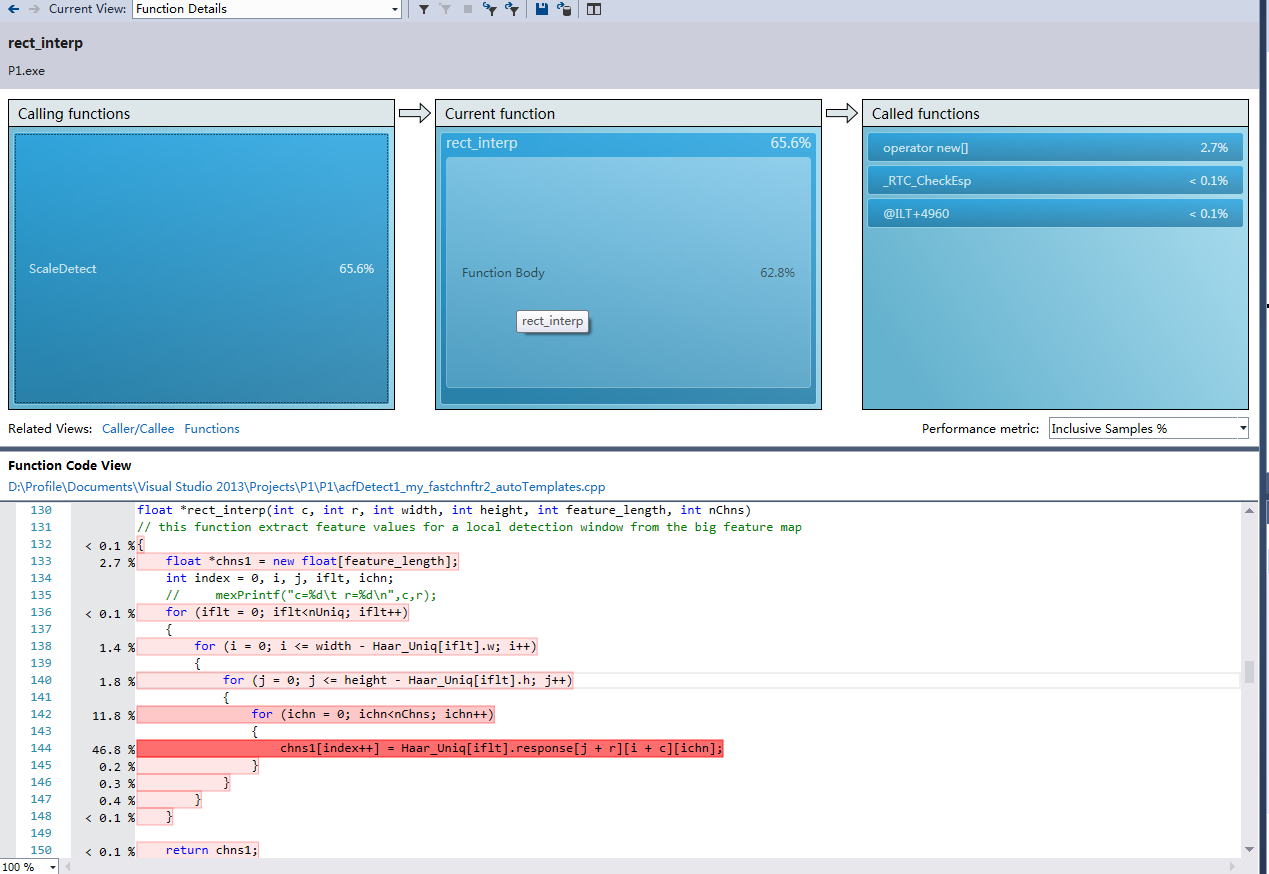 Current View: Function Details
rect_interp
P1.exe
Calling functions
ScaleDetect 65.6%
Current function
rect_interp 65.6%
Function Body 62.8%
rect_interp
Called functions
operator new[] 2.7%
_RTC_CheckEsp < 0.1%
@ILT+4960 < 0.1%
Related Views: Caller/Callee Functions
Performance metric: Inclusive Samples %
Function Code View
D:\Profile\Documents\Visual Studio 2013\Projects\P1\P1\acfDetect1_my_fastchnftr2_autoTemplates.cpp
130 float *rect_interp(int c, int r, int width, int height, int feature_length, int nChns)
131 // this function extract feature values for a local detection window from the big feature map
132 < 0.1 % {
133 2.7 % float *chns1 = new float[feature_length];
134 int index = 0, i, j, iflt, ichn;
135 // mexPrintf("c=%d\t r=%d\n",c,r);
136 < 0.1 % for (iflt = 0; iflt<nUniq; iflt++)
137 {
138 1.4 % for (i = 0; i <= width - Haar_Uniq[iflt].w; i++)
139 {
140 1.8 % for (j = 0; j <= height - Haar_Uniq[iflt].h; j++)
141 {
142 11.8 % for (ichn = 0; ichn<nChns; ichn++)
143 {
144 46.8 % chns1[index++] = Haar_Uniq[iflt].response[j + r][i + c][ichn];
145 0.2 % }
146 0.3 % }
147 0.4 % }
148 < 0.1 % }
149
150 < 0.1 % return chns1;
100 %